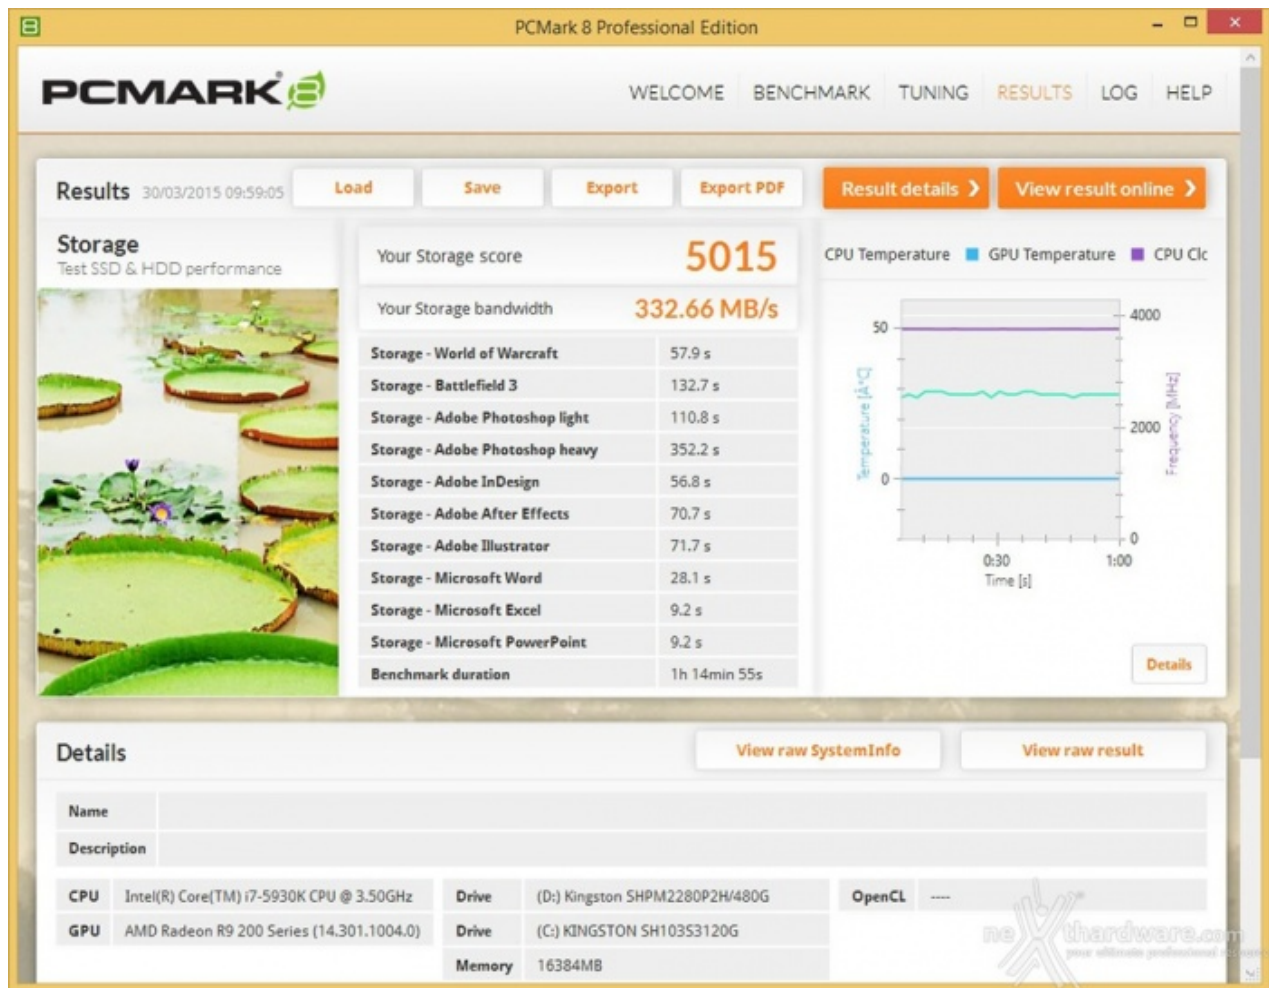 PCMark 8 Professional Edition
PCMARK 8
WELCOME BENCHMARK TUNING RESULTS LOG HELP
Results 30/03/2015 09:59:05 Load Save Export Export PDF Result details View result online
Storage
Test SSD & HDD performance
Your Storage score 5015
Your Storage bandwidth 332.66 MB/s
Storage - World of Warcraft 57.9 s
Storage - Battlefield 3 132.7 s
Storage - Adobe Photoshop light 110.8 s
Storage - Adobe Photoshop heavy 352.2 s
Storage - Adobe InDesign 56.8 s
Storage - Adobe After Effects 70.7 s
Storage - Adobe Illustrator 71.7 s
Storage - Microsoft Word 28.1 s
Storage - Microsoft Excel 9.2 s
Storage - Microsoft PowerPoint 9.2 s
Benchmark duration 1h 14min 55s
CPU Temperature GPU Temperature CPU Clc
50
0
Temperature [Â°C]
4000
2000
0
Frequency [MHz]
0:30 1:00
Time [s]
Details
Details View raw SystemInfo View raw result
Name
Description
CPU Intel(R) Core(TM) i7-5930K CPU @ 3.50GHz Drive (D:) Kingston SHPM2280P2H/480G OpenCL ----
GPU AMD Radeon R9 200 Series (14.301.1004.0) Drive (C:) KINGSTON SH103S3120G
Memory 16384MB
nexthardware.com
your ultimate professional